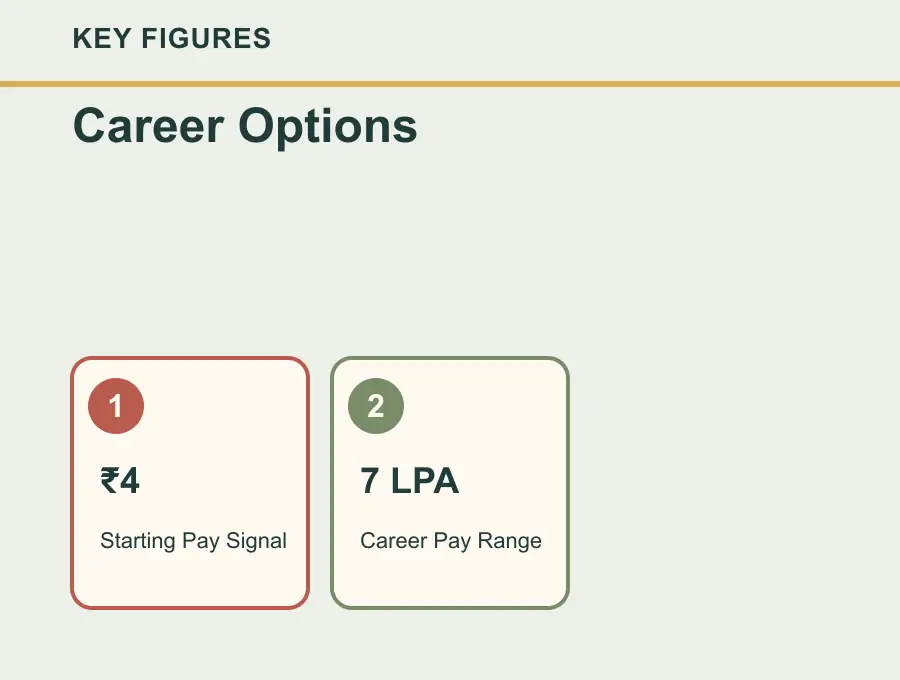 KEY FIGURES
Career Options
1
₹4
Starting Pay Signal
2
7 LPA
Career Pay Range